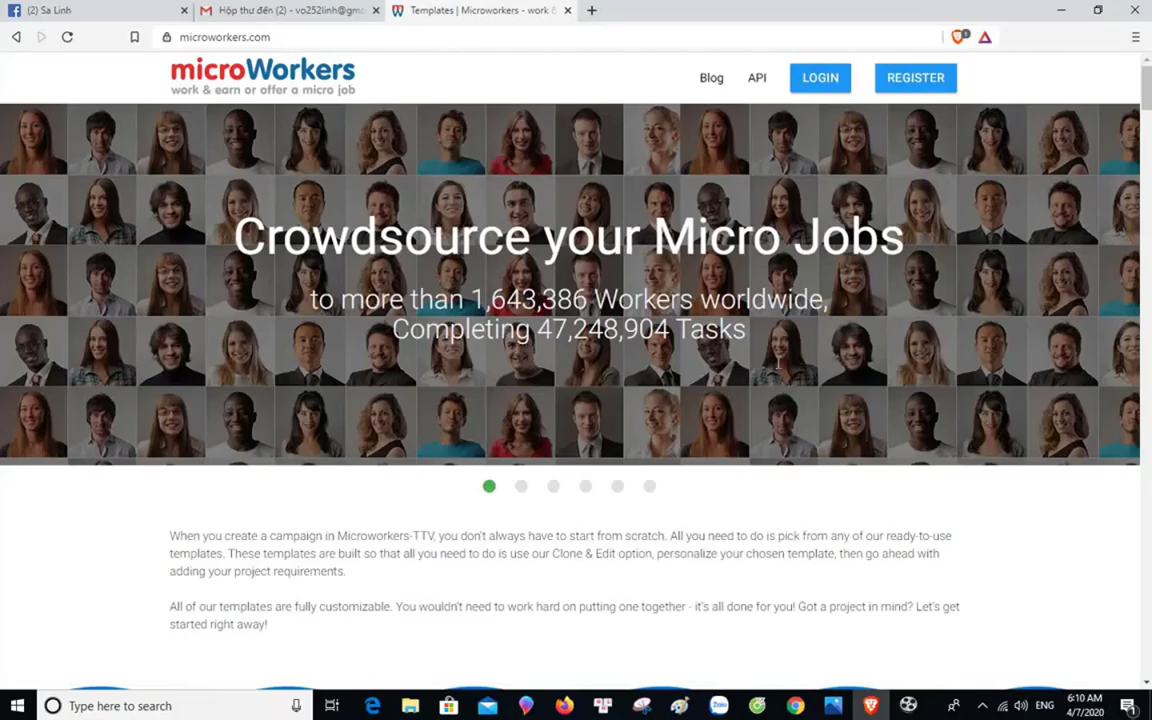 (2) Sa Linh
Hộp thư đến (2) - vo252linh@gma
Templates | Microworkers - work &
microworkers.com
microWorkers
work & earn or offer a micro job
Blog API LOGIN REGISTER
Crowdsource your Micro Jobs
to more than 1,643,386 Workers worldwide,
Completing 47,248,904 Tasks
When you create a campaign in Microworkers-TTV, you don't always have to start from scratch. All you need to do is pick from any of our ready-to-use
templates. These templates are built so that all you need to do is use our Clone & Edit option, personalize your chosen template, then go ahead with
adding your project requirements.
All of our templates are fully customizable. You wouldn't need to work hard on putting one together - it's all done for you! Got a project in mind? Let's get
started right away!
Type here to search
Zalo
ENG
6:10 AM
4/7/2020